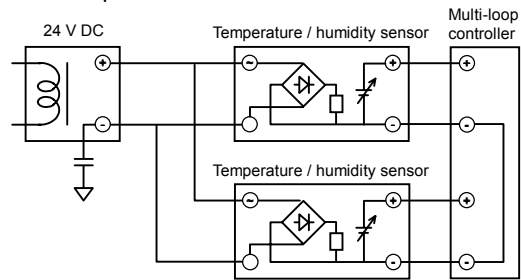 24 V DC
Temperature / humidity sensor
Multi-loop
controller
+
~
+
+
-
-
-
Temperature / humidity sensor
~
+
+
-
-